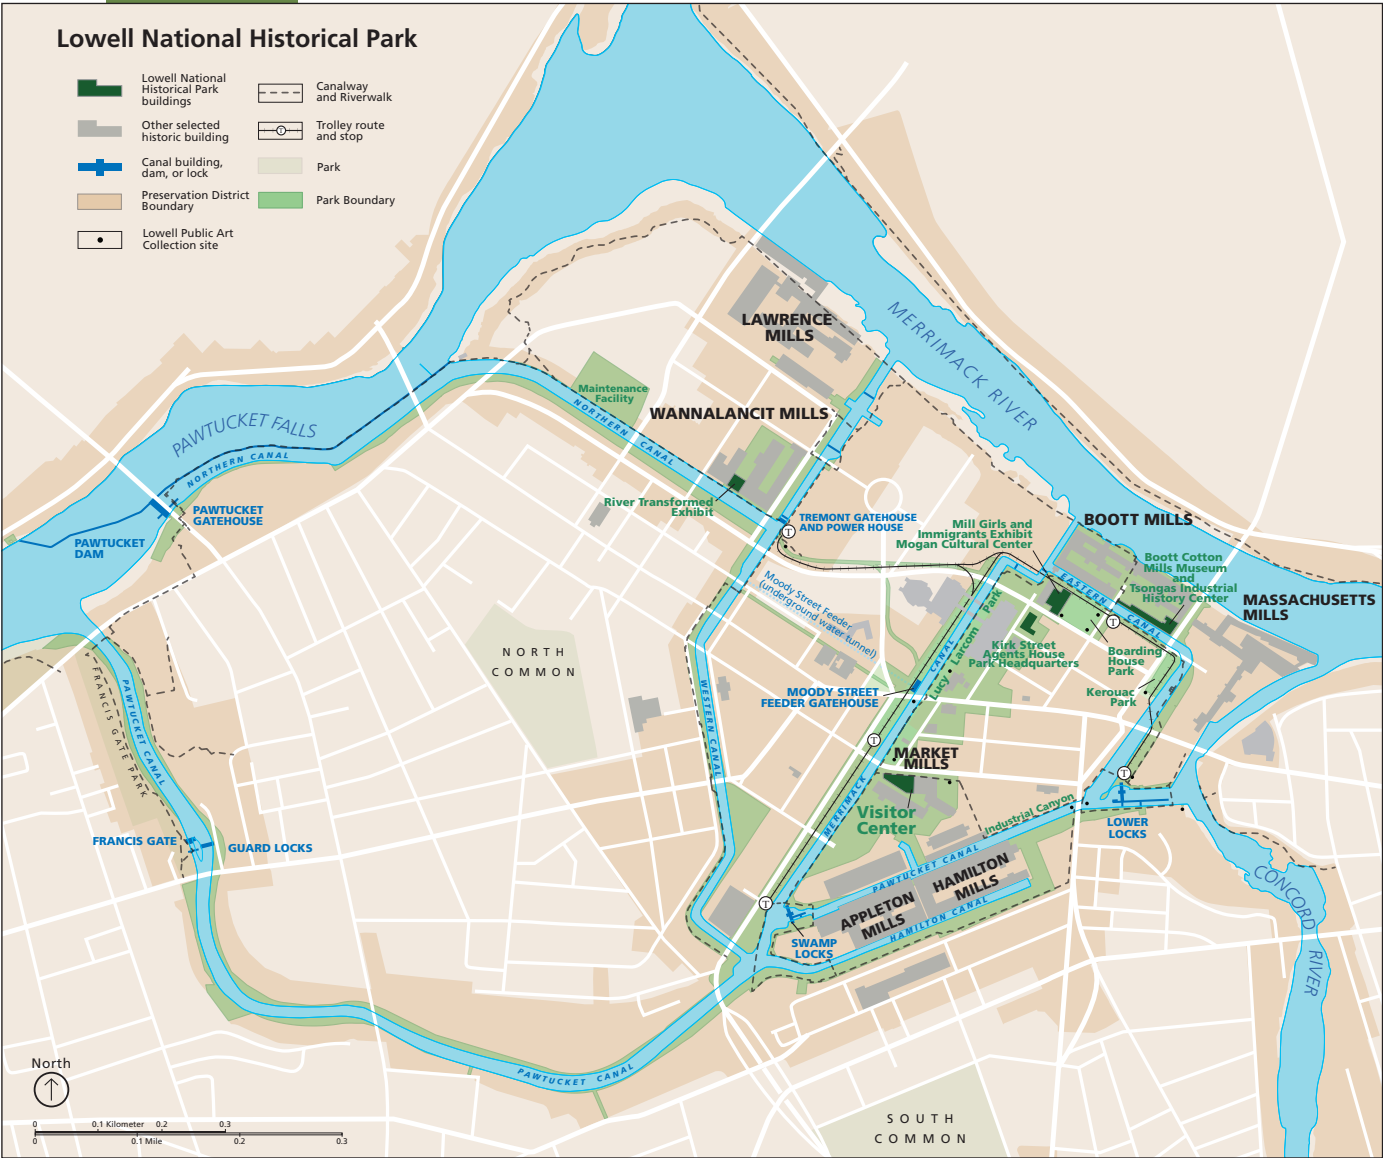 Lowell National Historical Park
Lowell National
Historical Park
buildings
Canalway
and Riverwalk
Other selected
historic building
Trolley route
and stop
T
Canal building,
dam, or lock
Park
Preservation District
Boundary
Park Boundary
Lowell Public Art
Collection site
MERRIMACK RIVER
LAWRENCE
MILLS
Maintenance
Facility
WANNALANCIT MILLS
NORTHERN CANAL
PAWTUCKET FALLS
NORTHERN CANAL
PAWTUCKET
GATEHOUSE
PAWTUCKET
DAM
River Transformed
Exhibit
TREMONT GATEHOUSE
AND POWER HOUSE
T
Mill Girls and
Immigrants Exhibit
Mogan Cultural Center
BOOTT MILLS
Boott Cotton
Mills Museum
and
Tsongas Industrial
History Center
EASTERN CANAL
MASSACHUSETTS
MILLS
T
Moody Street Feeder
(underground water tunnel)
Kirk Street
Agents House
Park Headquarters
Boarding
House
Park
Kerouac
Park
Lucy Larcom Park
CANAL
NORTH
COMMON
MOODY STREET
FEEDER GATEHOUSE
WESTERN CANAL
PAWTUCKET CANAL
FRANCIS GATE PARK
T
MARKET
MILLS
T
MERRIMACK
Visitor
Center
Industrial Canyon
LOWER
LOCKS
FRANCIS GATE
GUARD LOCKS
PAWTUCKET CANAL
HAMILTON
MILLS
APPLETON
MILLS
HAMILTON CANAL
T
SWAMP
LOCKS
CONCORD
RIVER
PAWTUCKET CANAL
SOUTH
COMMON
North
0 0.1 Kilometer 0.2 0.3
0 0.1 Mile 0.2 0.3